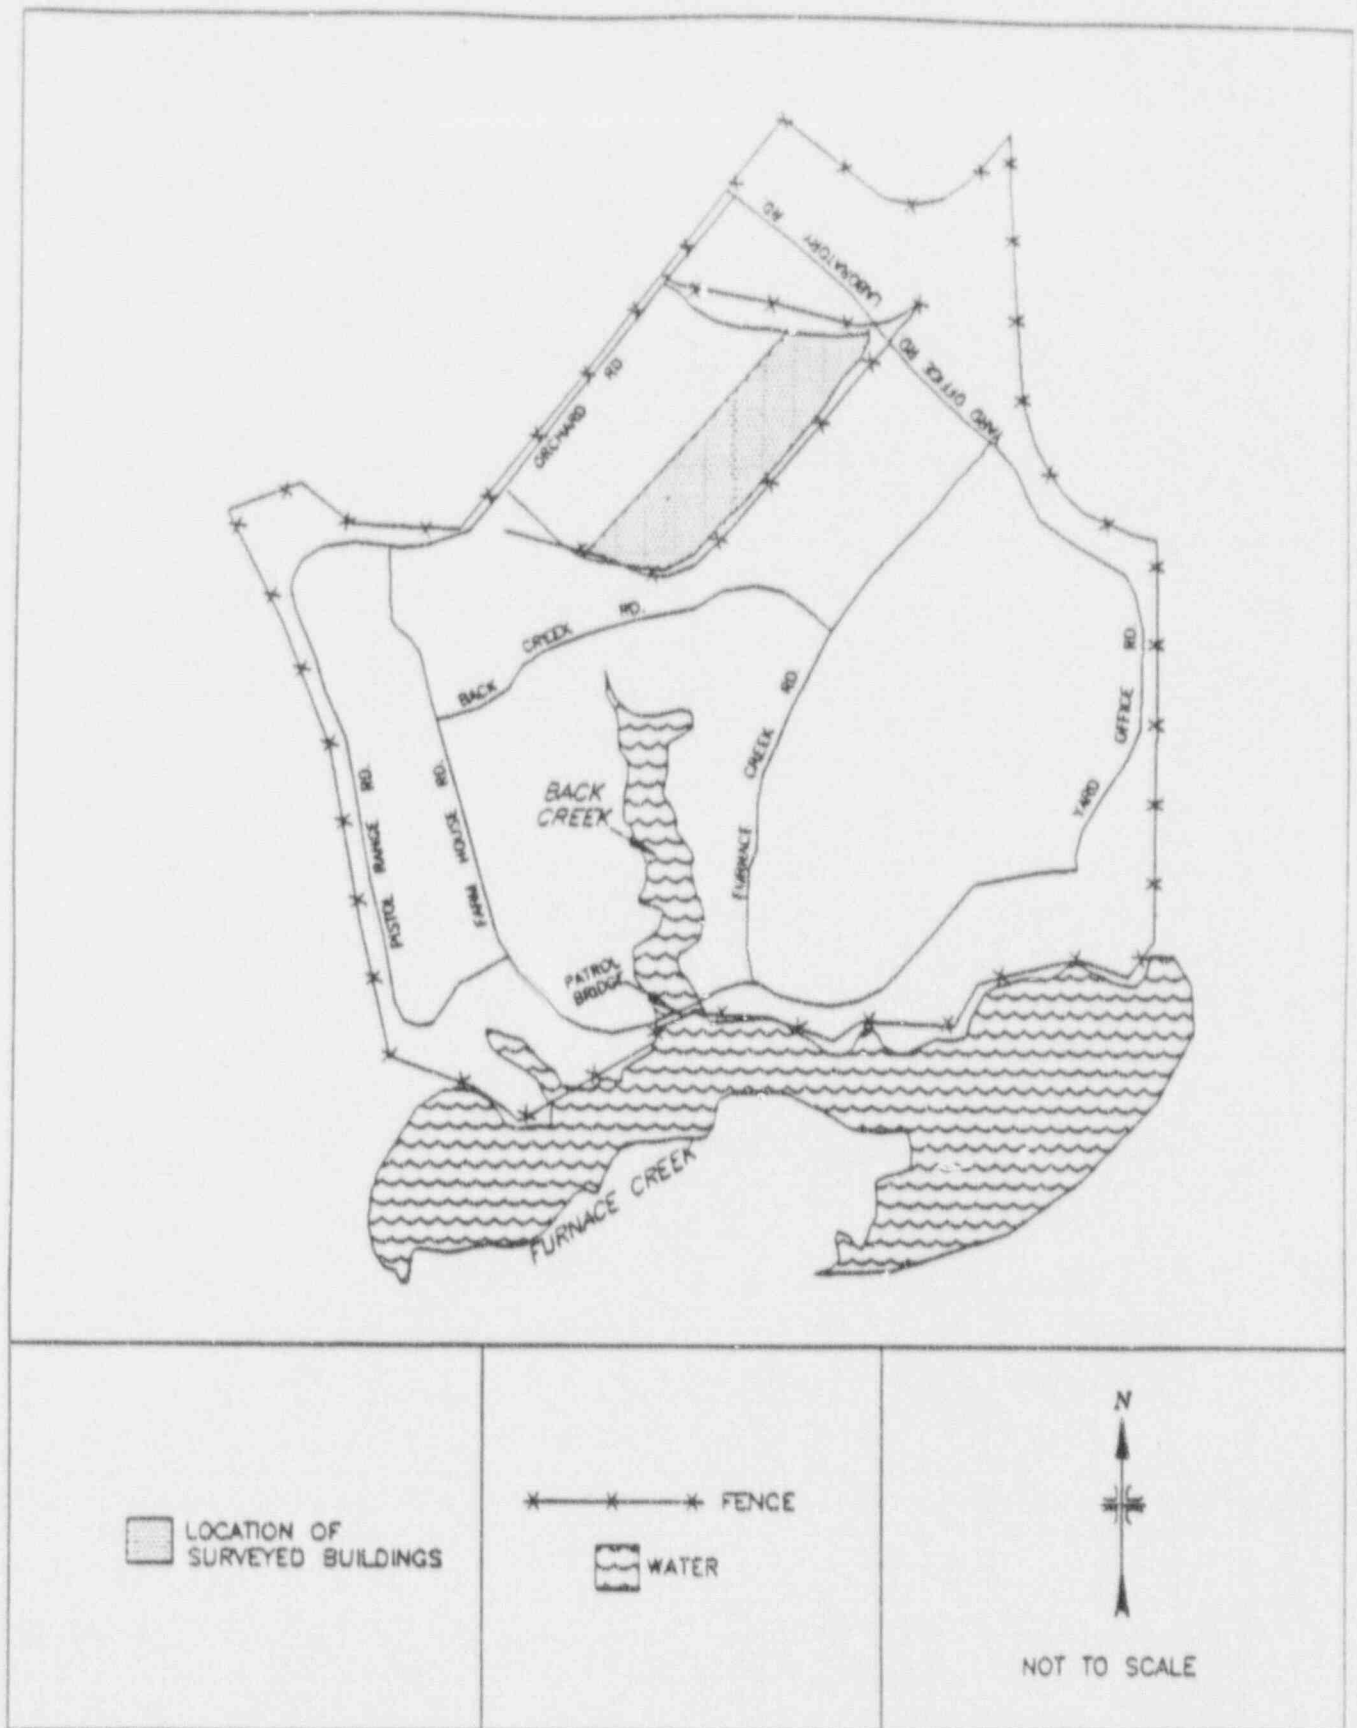 LABORATORY RD.
YARD OFFICE RD.
ORCHARD RD
BACK CREEK RD.
FURNACE CREEK RD.
YARD OFFICE RD.
PISTOL RANGE RD.
FARM HOUSE RD.
BACK
CREEK
PATROL
BRIDGE
FURNACE CREEK
LOCATION OF
SURVEYED BUILDINGS
FENCE
WATER
N
NOT TO SCALE